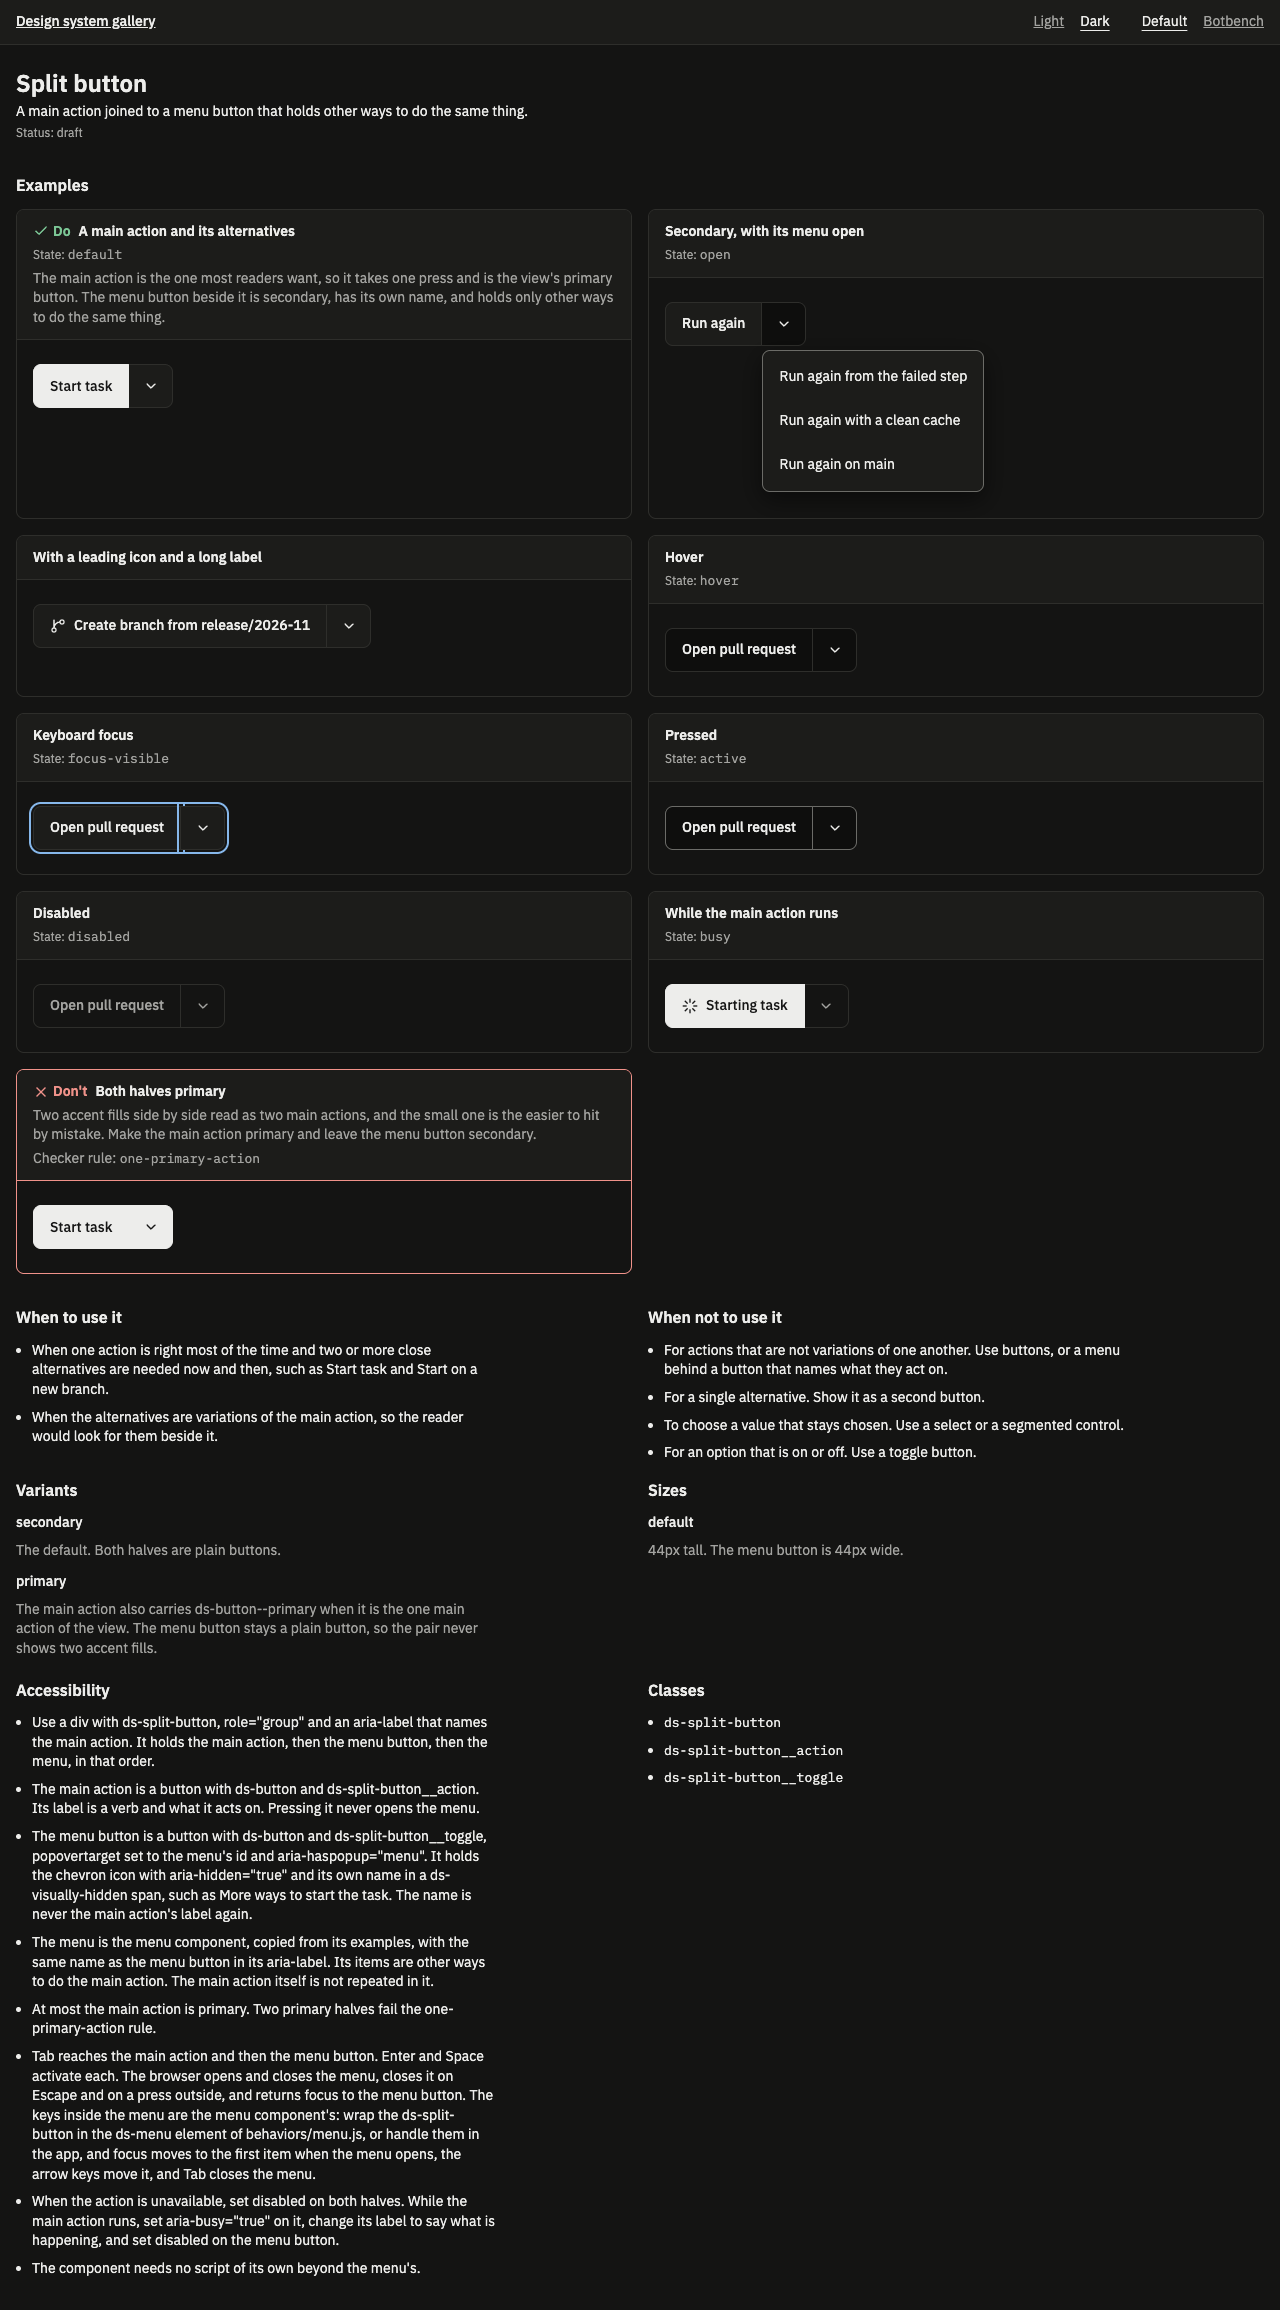 Design system gallery
Light Dark Default Botbench
Split button
A main action joined to a menu button that holds other ways to do the same thing.
Status: draft
Examples
Do A main action and its alternatives
State: default
The main action is the one most readers want, so it takes one press and is the view's primary
button. The menu button beside it is secondary, has its own name, and holds only other ways
to do the same thing.
Start task
Secondary, with its menu open
State: open
Run again
Run again from the failed step
Run again with a clean cache
Run again on main
With a leading icon and a long label
Create branch from release/2026-11
Hover
State: hover
Open pull request
Keyboard focus
State: focus-visible
Open pull request
Pressed
State: active
Open pull request
Disabled
State: disabled
Open pull request
While the main action runs
State: busy
Starting task
Don't Both halves primary
Two accent fills side by side read as two main actions, and the small one is the easier to hit
by mistake. Make the main action primary and leave the menu button secondary.
Checker rule: one-primary-action
Start task
When to use it
When one action is right most of the time and two or more close
alternatives are needed now and then, such as Start task and Start on a
new branch.
When the alternatives are variations of the main action, so the reader
would look for them beside it.
When not to use it
For actions that are not variations of one another. Use buttons, or a menu
behind a button that names what they act on.
For a single alternative. Show it as a second button.
To choose a value that stays chosen. Use a select or a segmented control.
For an option that is on or off. Use a toggle button.
Variants
secondary
The default. Both halves are plain buttons.
primary
The main action also carries ds-button--primary when it is the one main
action of the view. The menu button stays a plain button, so the pair never
shows two accent fills.
Sizes
default
44px tall. The menu button is 44px wide.
Accessibility
Use a div with ds-split-button, role="group" and an aria-label that names
the main action. It holds the main action, then the menu button, then the
menu, in that order.
The main action is a button with ds-button and ds-split-button__action.
Its label is a verb and what it acts on. Pressing it never opens the menu.
The menu button is a button with ds-button and ds-split-button__toggle,
popovertarget set to the menu's id and aria-haspopup="menu". It holds
the chevron icon with aria-hidden="true" and its own name in a ds-
visually-hidden span, such as More ways to start the task. The name is
never the main action's label again.
The menu is the menu component, copied from its examples, with the
same name as the menu button in its aria-label. Its items are other ways
to do the main action. The main action itself is not repeated in it.
At most the main action is primary. Two primary halves fail the one-
primary-action rule.
Tab reaches the main action and then the menu button. Enter and Space
activate each. The browser opens and closes the menu, closes it on
Escape and on a press outside, and returns focus to the menu button. The
keys inside the menu are the menu component's: wrap the ds-split-
button in the ds-menu element of behaviors/menu.js, or handle them in
the app, and focus moves to the first item when the menu opens, the
arrow keys move it, and Tab closes the menu.
When the action is unavailable, set disabled on both halves. While the
main action runs, set aria-busy="true" on it, change its label to say what is
happening, and set disabled on the menu button.
The component needs no script of its own beyond the menu's.
Classes
ds-split-button
ds-split-button__action
ds-split-button__toggle